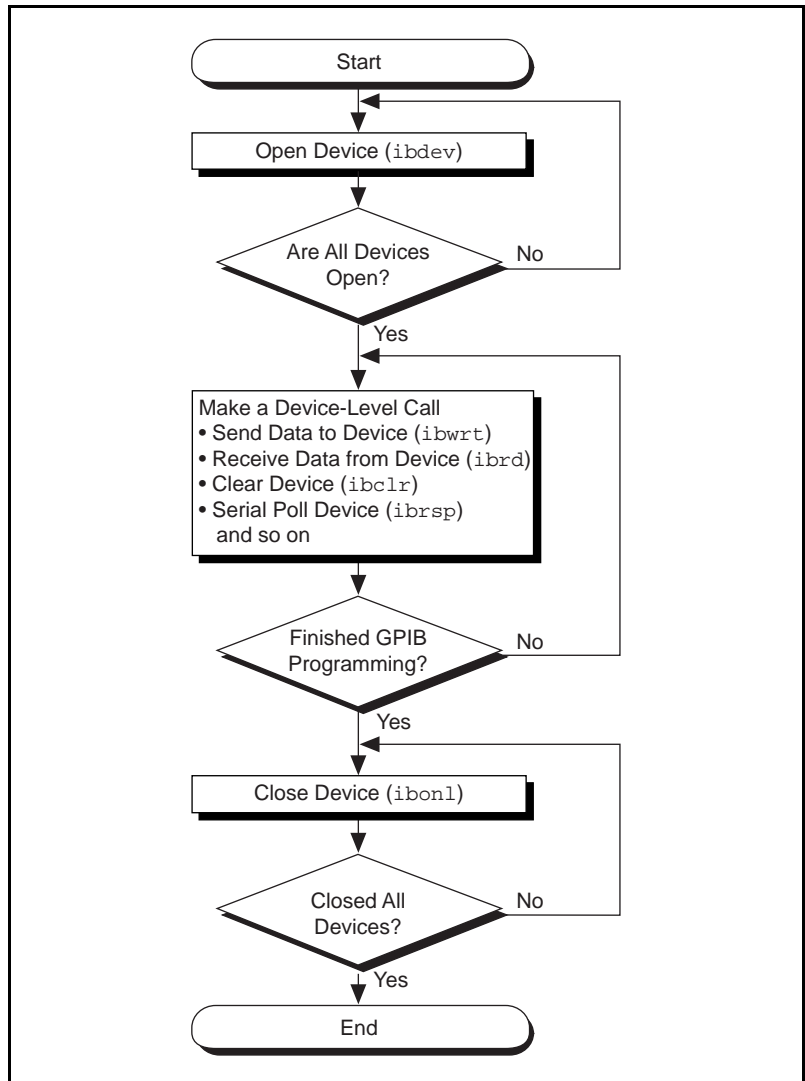 Start
Open Device (ibdev)
Are All Devices
Open?
No
Yes
Make a Device-Level Call
• Send Data to Device (ibwrt)
• Receive Data from Device (ibrd)
• Clear Device (ibclr)
• Serial Poll Device (ibrsp)
and so on
Finished GPIB
Programming?
No
Yes
Close Device (ibonl)
Closed All
Devices?
No
Yes
End